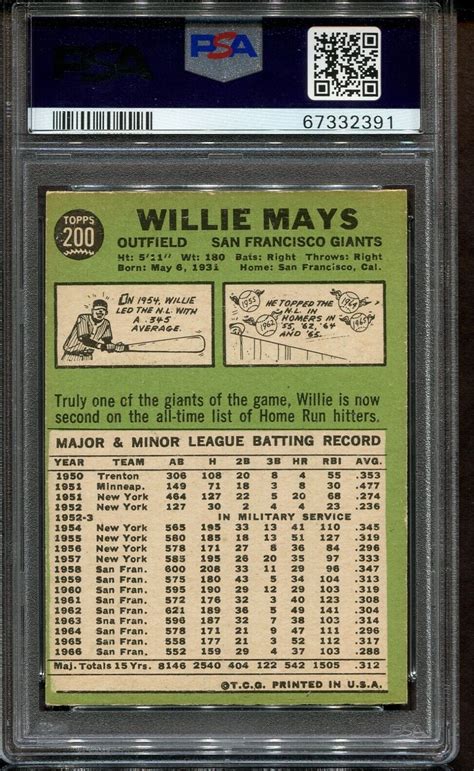 PSA
PSA
67332391
TOPPS
200
WILLIE MAYS
OUTFIELD SAN FRANCISCO GIANTS
Ht: 5'11" Wt: 180 Bats: Right Throws: Right
Born: May 6, 1931 Home: San Francisco, Cal.
IN 1954, WILLIE
LED THE N.L. WITH
A .345
AVERAGE.
HE TOPPED THE
N.L. IN
HOMERS IN
'55, '62, '64
AND '65.
1955
1962
1964
1965
Truly one of the giants of the game, Willie is now
second on the all-time list of Home Run hitters.
MAJOR & MINOR LEAGUE BATTING RECORD
YEAR TEAM AB H 2B 3B HR RBI AVG.
1950 Trenton 306 108 20 8 4 55 .353
1951 Minneap. 149 71 18 3 8 30 .477
1951 New York 464 127 22 5 20 68 .274
1952 New York 127 30 2 4 4 23 .236
1952-3 IN MILITARY SERVICE
1954 New York 565 195 33 13 41 110 .345
1955 New York 580 185 18 13 51 127 .319
1956 New York 578 171 27 8 36 84 .296
1957 New York 585 195 26 20 35 97 .333
1958 San Fran. 600 208 33 11 29 96 .347
1959 San Fran. 575 180 43 5 34 104 .313
1960 San Fran. 595 190 29 12 29 103 .319
1961 San Fran. 572 176 32 3 40 123 .308
1962 San Fran. 621 189 36 5 49 141 .304
1963 Sna Fran. 596 187 32 7 38 103 .314
1964 San Fran. 578 171 21 9 47 111 .296
1965 San Fran. 558 177 21 3 52 112 .317
1966 San Fran. 552 159 29 4 37 103 .288
Maj. Totals 15 Yrs. 8146 2540 404 122 542 1505 .312
©T.C.G. PRINTED IN U.S.A.